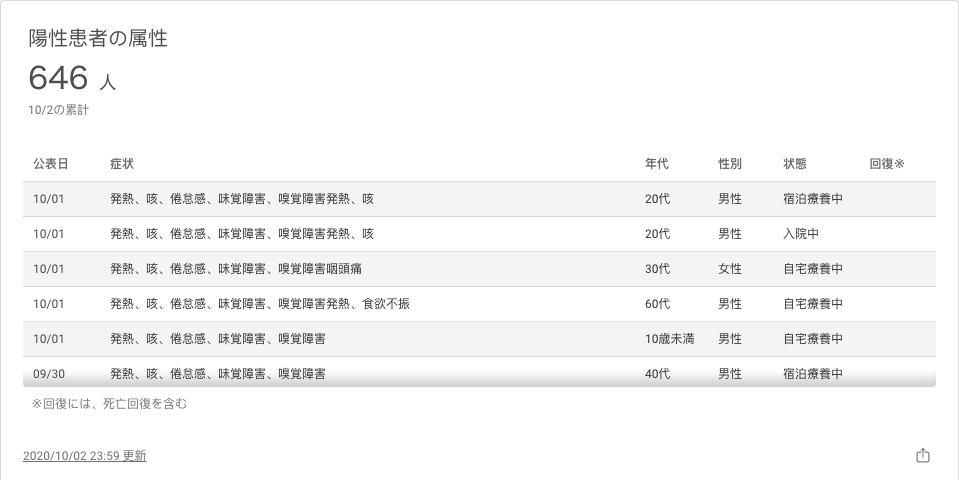 陽性患者の属性
646 人
10/2の累計
公表日 症状 年代 性別 状態 回復※
10/01 発熱、咳、倦怠感、味覚障害、嗅覚障害発熱、咳 20代 男性 宿泊療養中
10/01 発熱、咳、倦怠感、味覚障害、嗅覚障害発熱、咳 20代 男性 入院中
10/01 発熱、咳、倦怠感、味覚障害、嗅覚障害咽頭痛 30代 女性 自宅療養中
10/01 発熱、咳、倦怠感、味覚障害、嗅覚障害発熱、食欲不振 60代 男性 自宅療養中
10/01 発熱、咳、倦怠感、味覚障害、嗅覚障害 10歳未満 男性 自宅療養中
09/30 発熱、咳、倦怠感、味覚障害、嗅覚障害 40代 男性 宿泊療養中
※回復には、死亡回復を含む
2020/10/02 23:59 更新